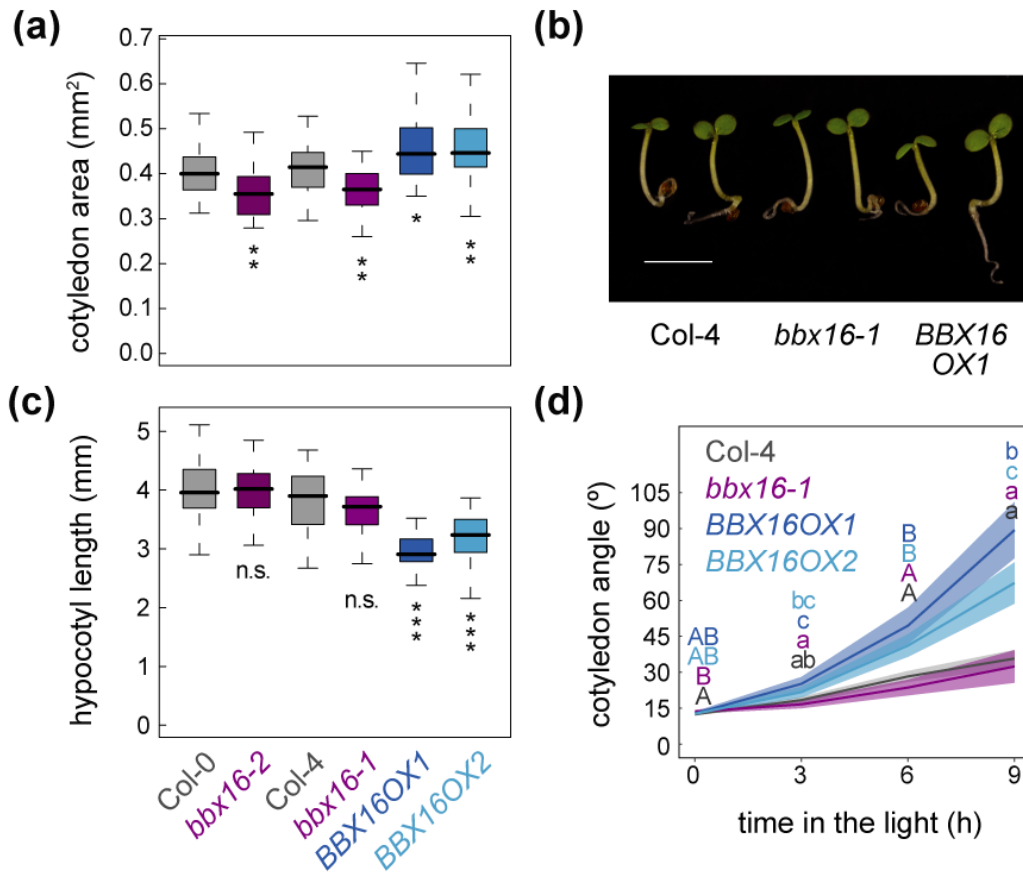 (a)
cotyledon area (mm²)
0.7
0.6
0.5
0.4
0.3
0.2
0.1
0.0
**
**
*
**
(b)
Col-4
bbx16-1
BBX16
OX1
(c)
hypocotyl length (mm)
5
4
3
2
1
0
n.s.
n.s.
***
***
Col-0
bbx16-2
Col-4
bbx16-1
BBX16OX1
BBX16OX2
(d)
cotyledon angle (º)
105
90
75
60
45
30
15
0
Col-4
bbx16-1
BBX16OX1
BBX16OX2
AB
AB
B
A
bc
c
a
ab
B
B
A
A
b
c
a
a
0
3
6
9
time in the light (h)